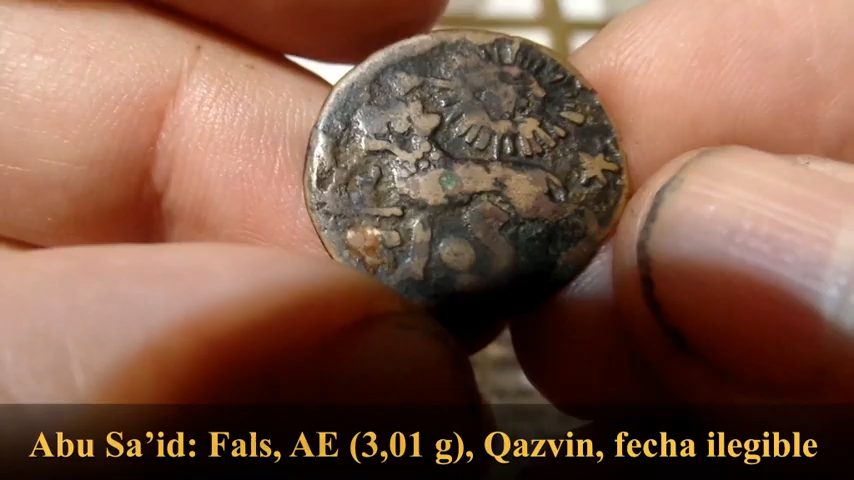 Abu Sa’id: Fals, AE (3,01 g), Qazvin, fecha ilegible